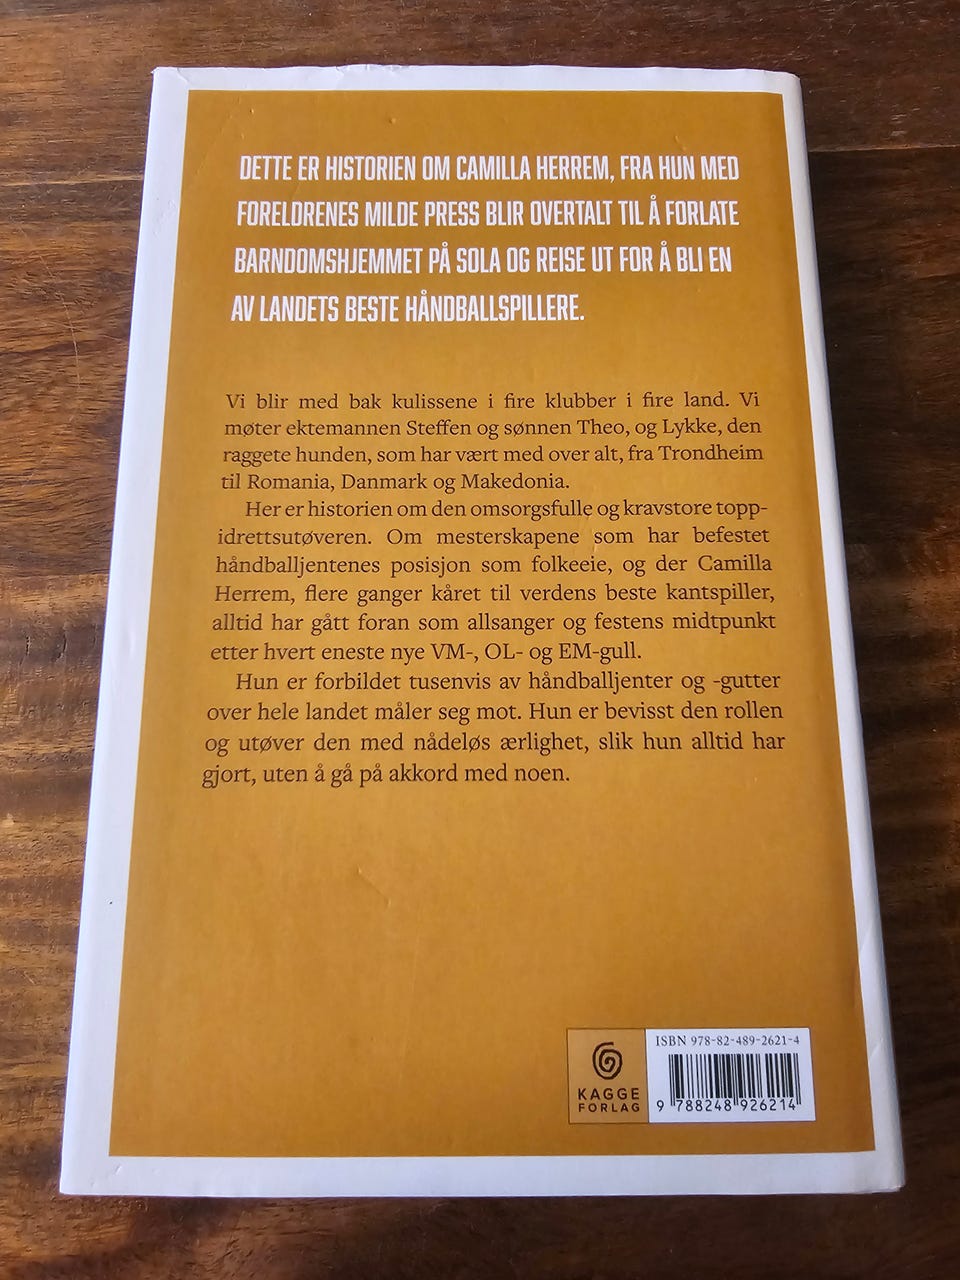 DETTE ER HISTORIEN OM CAMILLA HERREM, FRA HUN MED
FORELDRENES MILDE PRESS BLIR OVERTALT TIL Å FORLATE
BARNDOMSHJEMMET PÅ SOLA OG REISE UT FOR Å BLI EN
AV LANDETS BESTE HÅNDBALLSPILLERE.
Vi blir med bak kulissene i fire klubber i fire land. Vi
møter ektemannen Steffen og sønnen Theo, og Lykke, den
raggete hunden, som har vært med over alt, fra Trondheim
til Romania, Danmark og Makedonia.
Her er historien om den omsorgsfulle og kravstore topp-
idrettsutøveren. Om mesterskapene som har befestet
håndballjentenes posisjon som folkeeie, og der Camilla
Herrem, flere ganger kåret til verdens beste kantspiller,
alltid har gått foran som allsanger og festens midtpunkt
etter hvert eneste nye VM-, OL- og EM-gull.
Hun er forbildet tusenvis av håndballjenter og -gutter
over hele landet måler seg mot. Hun er bevisst den rollen
og utøver den med nådeløs ærlighet, slik hun alltid har
gjort, uten å gå på akkord med noen.
KAGGE
FORLAG
ISBN 978-82-489-2621-4
9 788248 926214